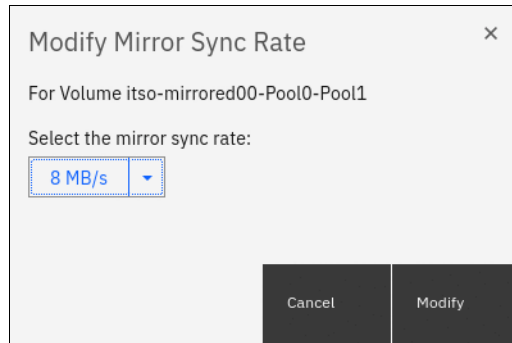 Modify Mirror Sync Rate
For Volume itso-mirrored00-Pool0-Pool1
Select the mirror sync rate:
8 MB/s
Cancel Modify